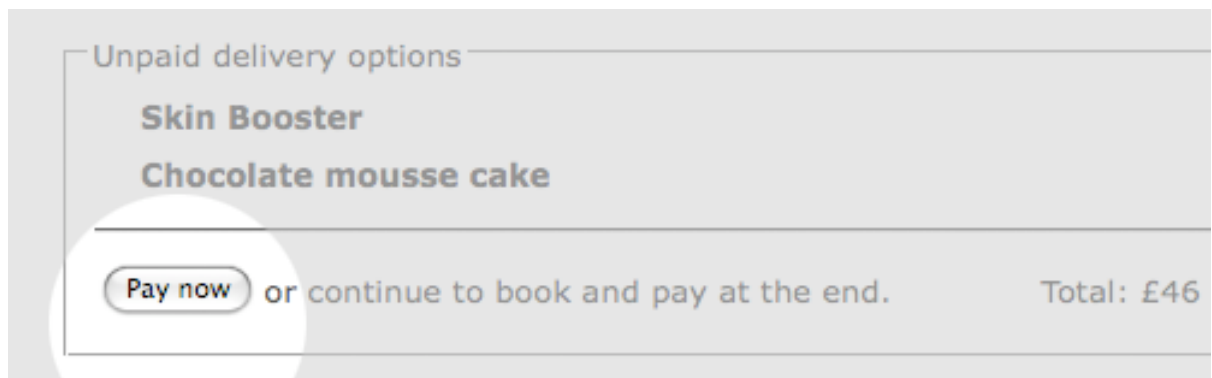 Unpaid delivery options
Skin Booster
Chocolate mousse cake
Pay now or continue to book and pay at the end. Total: £46